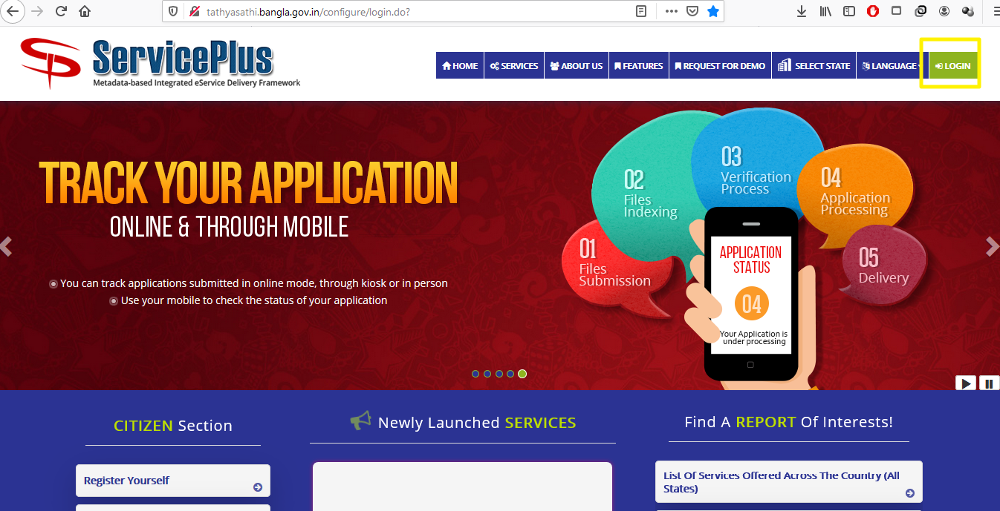 tathyasathi.bangla.gov.in/configure/login.do?
ServicePlus
Metadata-based Integrated eService Delivery Framework
HOME
SERVICES
ABOUT US
FEATURES
REQUEST FOR DEMO
SELECT STATE
LANGUAGE
LOGIN
TRACK YOUR APPLICATION
ONLINE & THROUGH MOBILE
You can track applications submitted in online mode, through kiosk or in person
Use your mobile to check the status of your application
01
Files
Submission
02
Files
Indexing
03
Verification
Process
04
Application
Processing
05
Delivery
APPLICATION
STATUS
04
Your Application is
under processing
CITIZEN Section
Register Yourself
Newly Launched SERVICES
Find A REPORT Of Interests!
List Of Services Offered Across The Country (All
States)